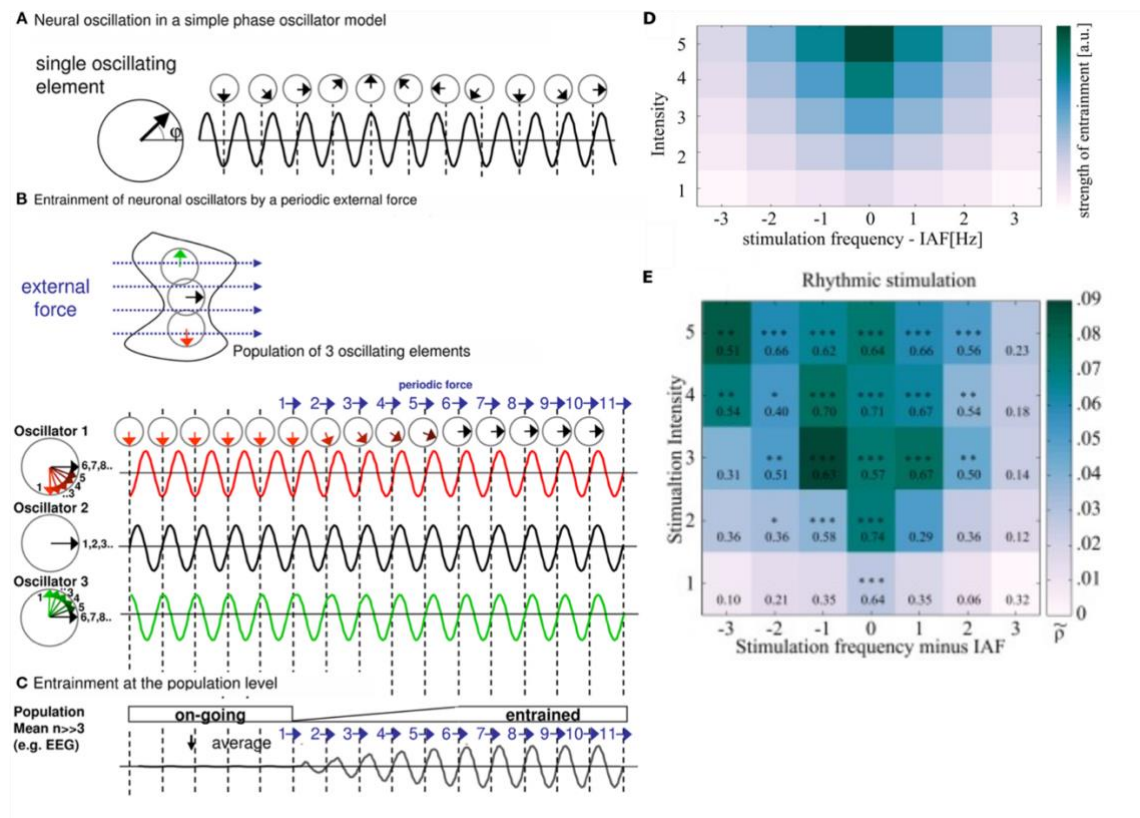 A Neural oscillation in a simple phase oscillator model
single oscillating
element
φ
B Entrainment of neuronal oscillators by a periodic external force
external
force
Population of 3 oscillating elements
periodic force
1 2 3 4 5 6 7 8 9 10 11
Oscillator 1
6,7,8..
5
4
..3
1
Oscillator 2
1,2,3..
Oscillator 3
1
..3
4
5
6,7,8..
C Entrainment at the population level
Population
Mean n>>3
(e.g. EEG)
on-going
entrained
average
1 2 3 4 5 6 7 8 9 10 11
D
Intensity
5
4
3
2
1
-3 -2 -1 0 1 2 3
stimulation frequency - IAF[Hz]
strength of entrainment [a.u.]
E
Rhythmic stimulation
Stimualtion Intensity
5
** *** *** *** *** ***
0.51 0.66 0.62 0.64 0.66 0.56 0.23
4
** * *** *** *** **
0.54 0.40 0.70 0.71 0.67 0.54 0.18
3
** *** *** *** **
0.31 0.51 0.63 0.57 0.67 0.50 0.14
2
* *** ***
0.36 0.36 0.58 0.74 0.29 0.36 0.12
1
***
0.10 0.21 0.35 0.64 0.35 0.06 0.32
-3 -2 -1 0 1 2 3
Stimulation frequency minus IAF
.09
.08
.07
.06
.05
.04
.03
.02
.01
0
ρ̃